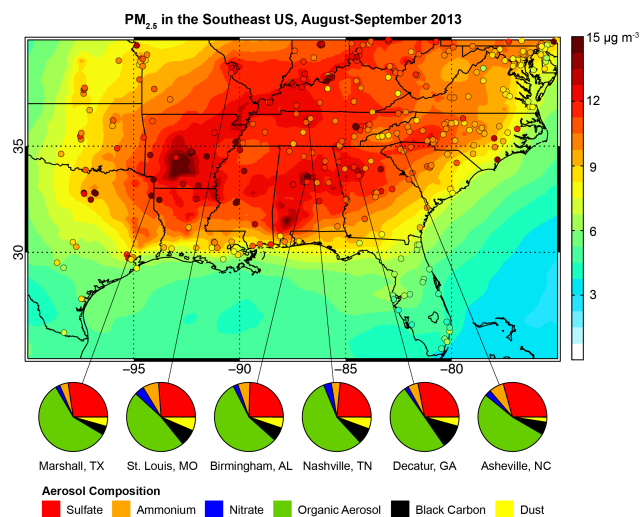 PM2.5 in the Southeast US, August-September 2013
15 µg m-3
12
9
6
3
35
30
−95
−90
−85
−80
Marshall, TX
St. Louis, MO
Birmingham, AL
Nashville, TN
Decatur, GA
Asheville, NC
Aerosol Composition
Sulfate
Ammonium
Nitrate
Organic Aerosol
Black Carbon
Dust